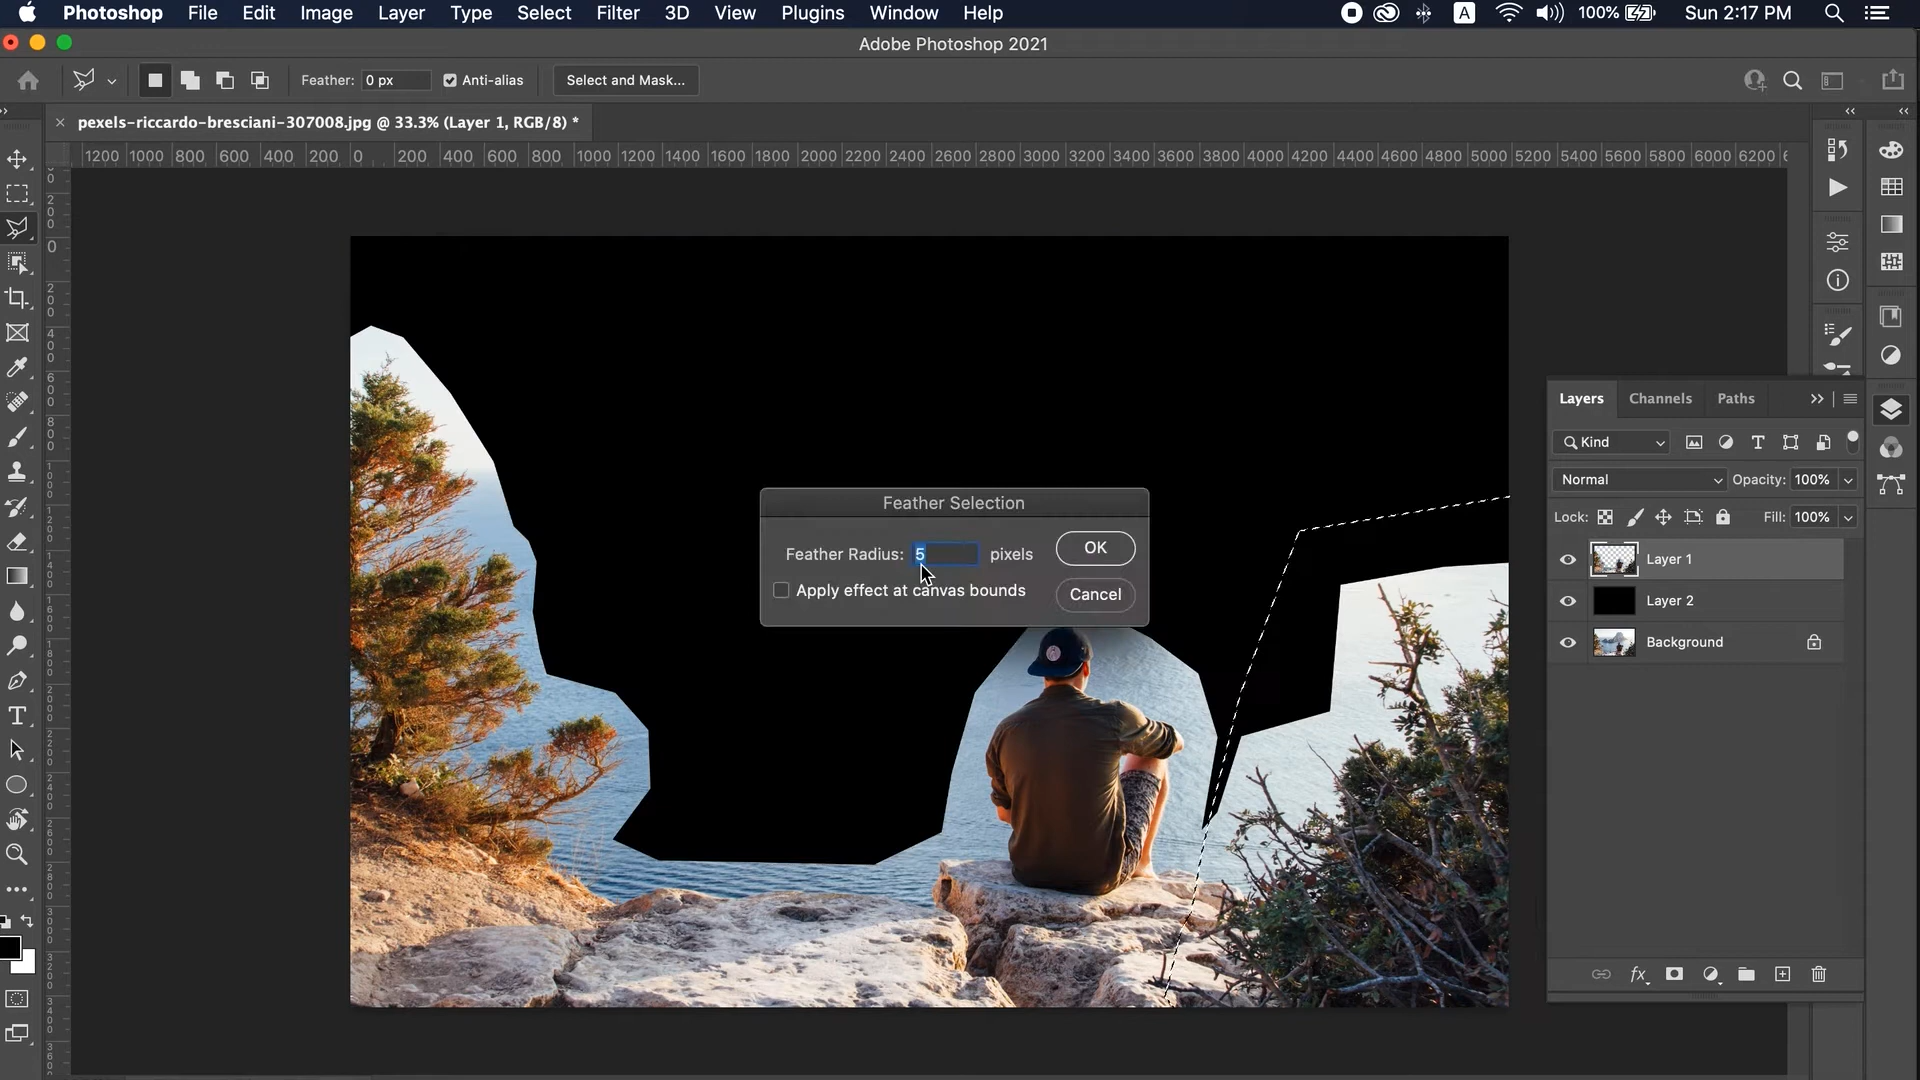 Photoshop File Edit Image Layer Type Select Filter 3D View Plugins Window Help A 100% Sun 2:17 PM
Adobe Photoshop 2021
Feather: 0 px Anti-alias Select and Mask...
pexels-riccardo-bresciani-307008.jpg @ 33.3% (Layer 1, RGB/8) *
1200 1000 800 600 400 200 0 200 400 600 800 1000 1200 1400 1600 1800 2000 2200 2400 2600 2800 3000 3200 3400 3600 3800 4000 4200 4400 4600 4800 5000 5200 5400 5600 5800 6000 6200
Layers Channels Paths
Kind
Normal Opacity: 100%
Feather Selection
Lock: Fill: 100%
Feather Radius: 5 pixels OK
Layer 1
Apply effect at canvas bounds Cancel
Layer 2
Background
fx